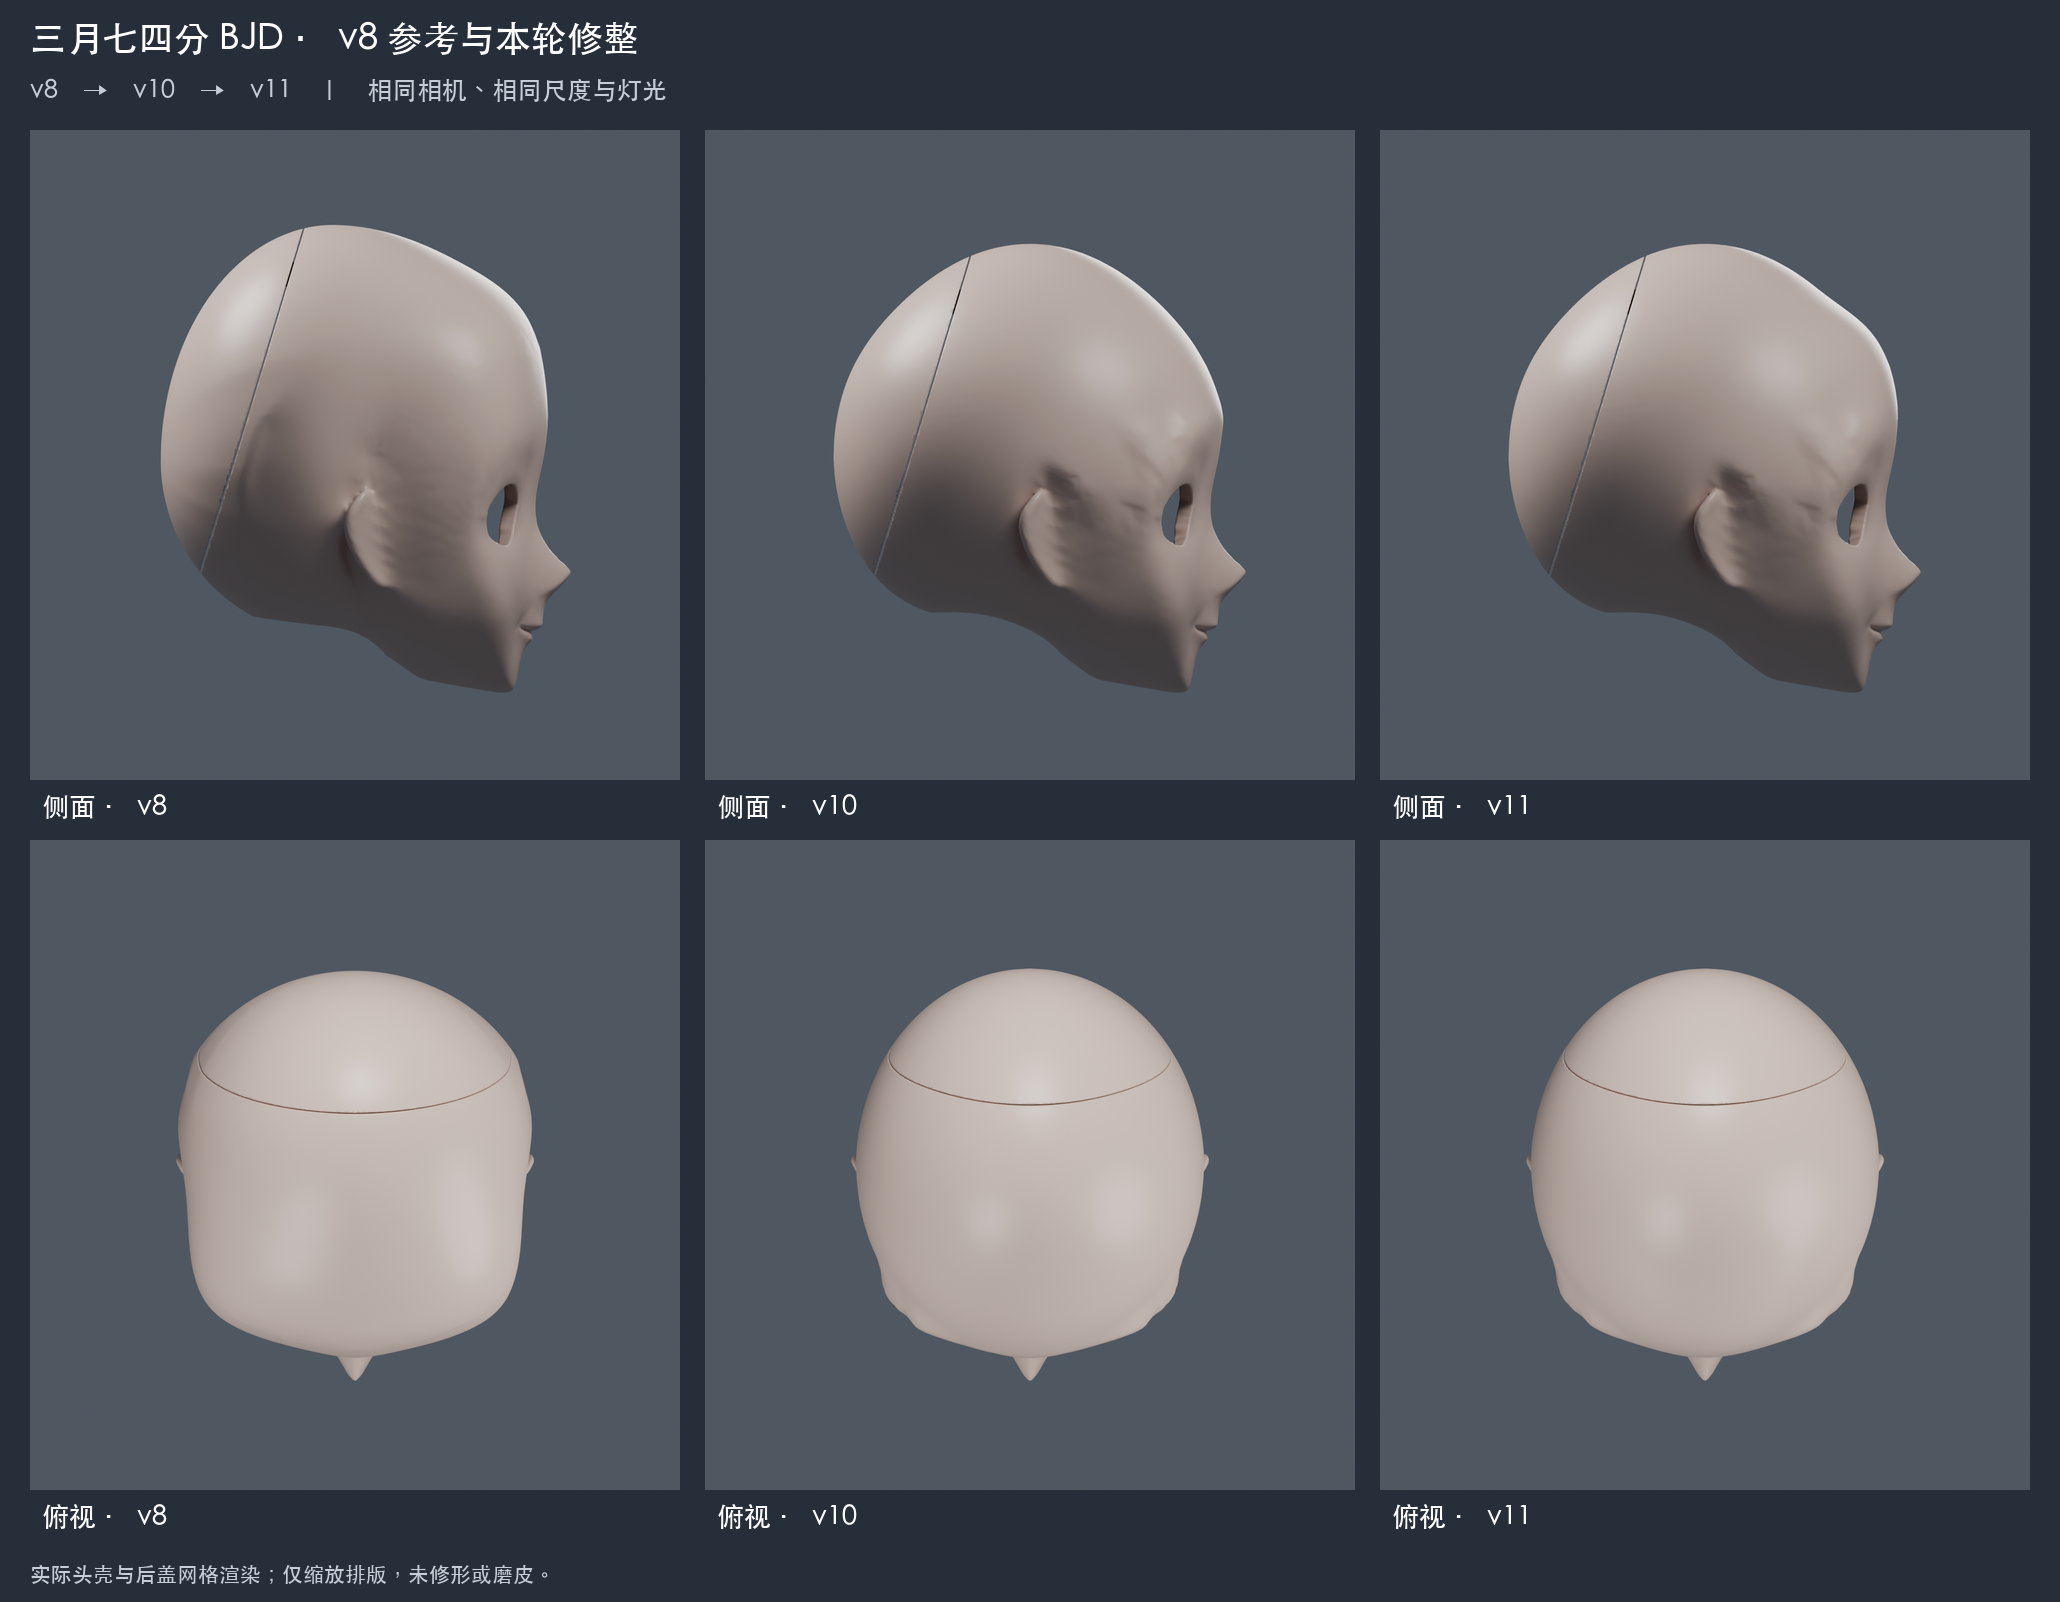 三月七四分 BJD · v8 参考与本轮修整
v8 → v10 → v11 | 相同相机、相同尺度与灯光
侧面 · v8
侧面 · v10
侧面 · v11
俯视 · v8
俯视 · v10
俯视 · v11
实际头壳与后盖网格渲染；仅缩放排版，未修形或磨皮。